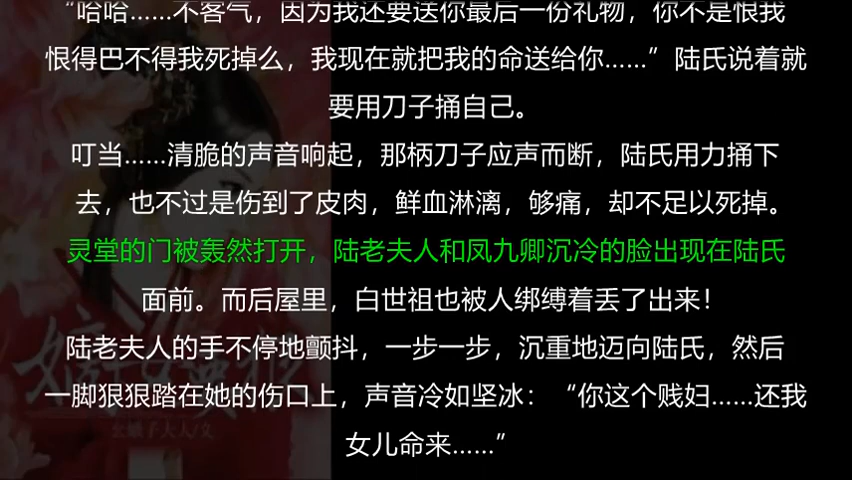 “哈哈……不客气，因为我还要送你最后一份礼物，你不是恨我
恨得巴不得我死掉么，我现在就把我的命送给你……”陆氏说着就
要用刀子捅自己。
叮当……清脆的声音响起，那柄刀子应声而断，陆氏用力捅下
去，也不过是伤到了皮肉，鲜血淋漓，够痛，却不足以死掉。
灵堂的门被轰然打开，陆老夫人和凤九卿沉冷的脸出现在陆氏
面前。而后屋里，白世祖也被人绑缚着丢了出来！
陆老夫人的手不停地颤抖，一步一步，沉重地迈向陆氏，然后
一脚狠狠踏在她的伤口上，声音冷如坚冰：“你这个贱妇……还我
女儿命来……”